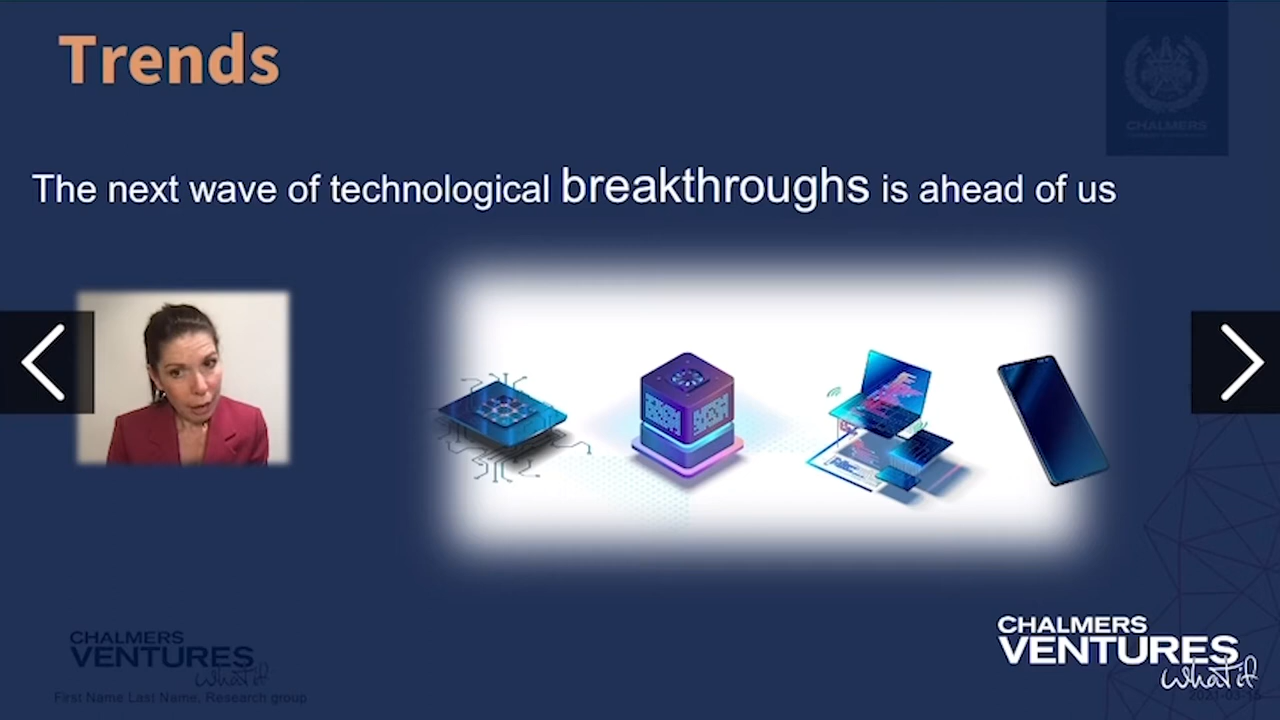 Trends
CHALMERS
The next wave of technological breakthroughs is ahead of us
CHALMERS
VENTURES
What if
First Name Last Name, Research group
CHALMERS
VENTURES
What if